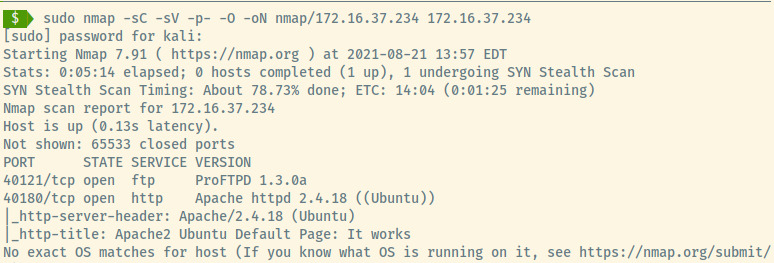 $ sudo nmap -sC -sV -p- -O -oN nmap/172.16.37.234 172.16.37.234
[sudo] password for kali:
Starting Nmap 7.91 ( https://nmap.org ) at 2021-08-21 13:57 EDT
Stats: 0:05:14 elapsed; 0 hosts completed (1 up), 1 undergoing SYN Stealth Scan
SYN Stealth Scan Timing: About 78.73% done; ETC: 14:04 (0:01:25 remaining)
Nmap scan report for 172.16.37.234
Host is up (0.13s latency).
Not shown: 65533 closed ports
PORT      STATE SERVICE VERSION
40121/tcp open  ftp     ProFTPD 1.3.0a
40180/tcp open  http    Apache httpd 2.4.18 ((Ubuntu))
|_http-server-header: Apache/2.4.18 (Ubuntu)
|_http-title: Apache2 Ubuntu Default Page: It works
No exact OS matches for host (If you know what OS is running on it, see https://nmap.org/submit/